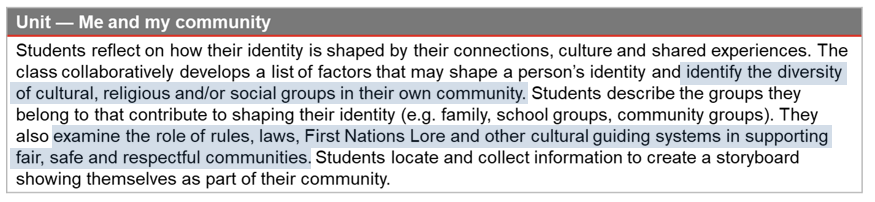 Unit — Me and my community
Students reflect on how their identity is shaped by their connections, culture and shared experiences. The
class collaboratively develops a list of factors that may shape a person's identity and identify the diversity
of cultural, religious and/or social groups in their own community. Students describe the groups they
belong to that contribute to shaping their identity (e.g. family, school groups, community groups). They
also examine the role of rules, laws, First Nations Lore and other cultural guiding systems in supporting
fair, safe and respectful communities. Students locate and collect information to create a storyboard
showing themselves as part of their community.